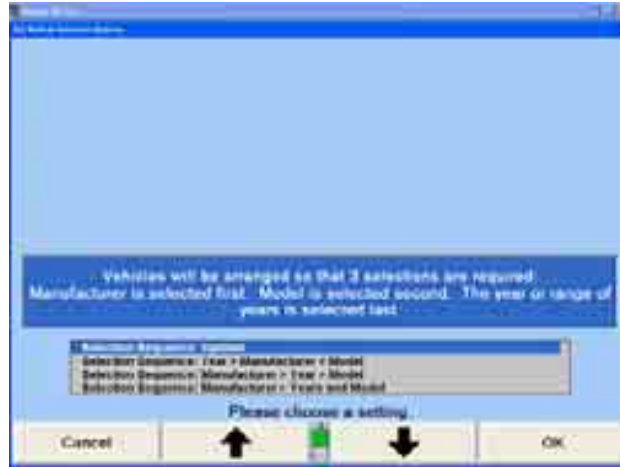 Vehicles will be arranged so that 3 selections are required
Manufacturer is selected first. Model is selected second. The year or range of
years is selected last
Selection Sequence:
Selection Sequence: Year + Manufacturer + Model
Selection Sequence: Manufacturer + Year + Model
Selection Sequence: Manufacturer + Years and Model
Please choose a setting
Cancel
OK